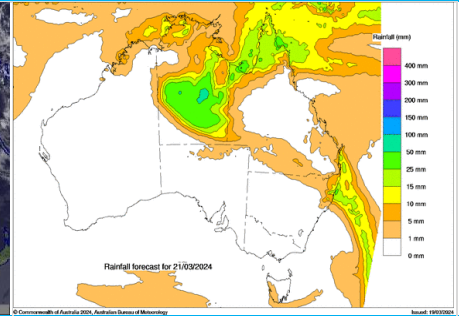 Rainfall (mm)
400 mm
300 mm
200 mm
150 mm
100 mm
50 mm
25 mm
15 mm
10 mm
5 mm
1 mm
0 mm
Rainfall forecast for 21/03/2024
© Commonwealth of Australia 2024, Australian Bureau of Meteorology
Issued: 19/03/2024